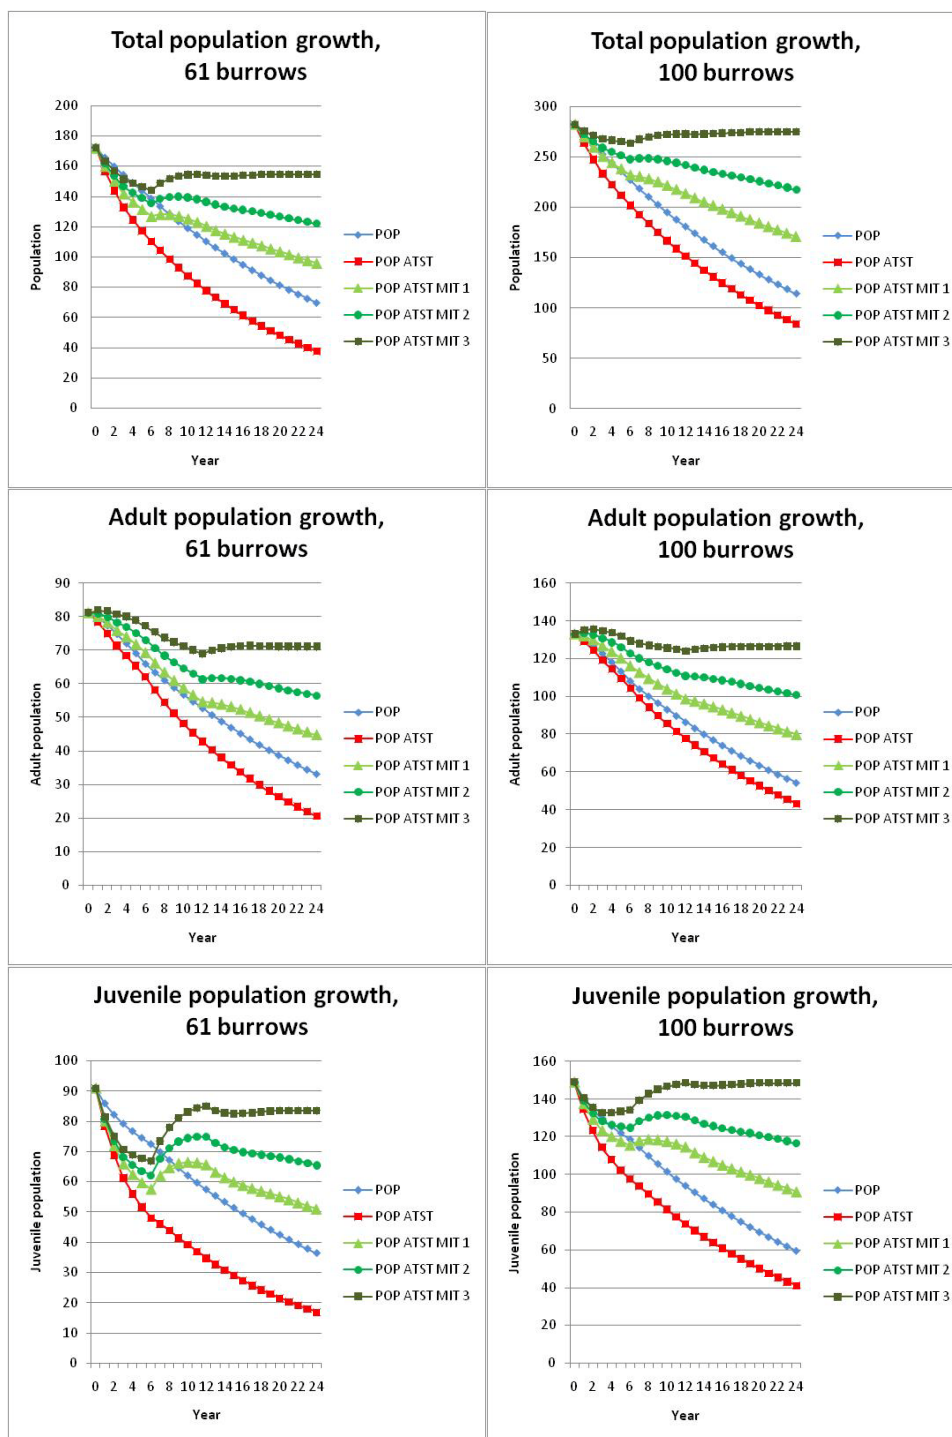 Total population growth,
61 burrows
Population
200
180
160
140
120
100
80
60
40
20
0
0 2 4 6 8 10 12 14 16 18 20 22 24
Year
POP
POP ATST
POP ATST MIT 1
POP ATST MIT 2
POP ATST MIT 3
Total population growth,
100 burrows
Population
300
250
200
150
100
50
0
0 2 4 6 8 10 12 14 16 18 20 22 24
Year
POP
POP ATST
POP ATST MIT 1
POP ATST MIT 2
POP ATST MIT 3
Adult population growth,
61 burrows
Adult population
90
80
70
60
50
40
30
20
10
0
0 2 4 6 8 10 12 14 16 18 20 22 24
Year
POP
POP ATST
POP ATST MIT 1
POP ATST MIT 2
POP ATST MIT 3
Adult population growth,
100 burrows
Adult population
160
140
120
100
80
60
40
20
0
0 2 4 6 8 10 12 14 16 18 20 22 24
Year
POP
POP ATST
POP ATST MIT 1
POP ATST MIT 2
POP ATST MIT 3
Juvenile population growth,
61 burrows
Juvenile population
100
90
80
70
60
50
40
30
20
10
0
0 2 4 6 8 10 12 14 16 18 20 22 24
Year
POP
POP ATST
POP ATST MIT 1
POP ATST MIT 2
POP ATST MIT 3
Juvenile population growth,
100 burrows
Juvenile population
160
140
120
100
80
60
40
20
0
0 2 4 6 8 10 12 14 16 18 20 22 24
Year
POP
POP ATST
POP ATST MIT 1
POP ATST MIT 2
POP ATST MIT 3